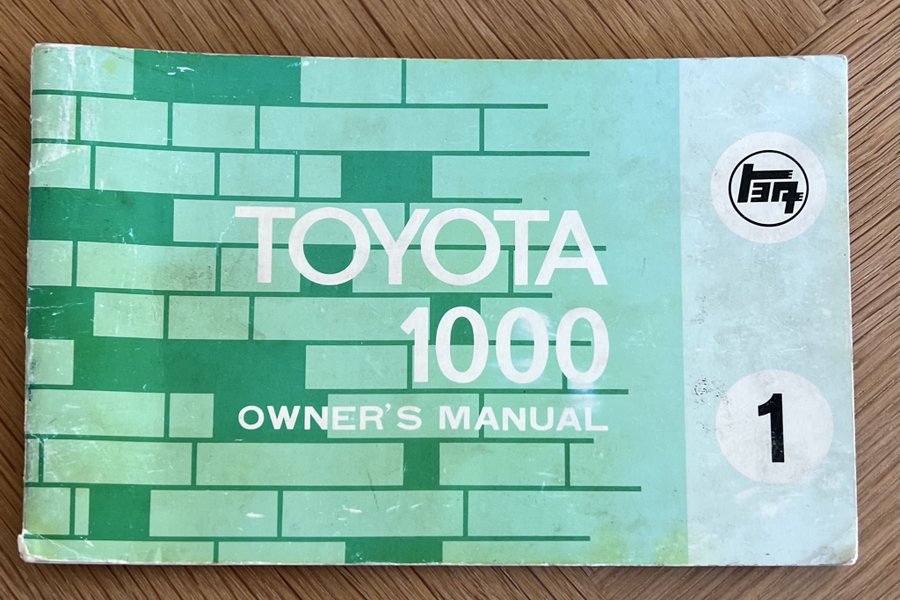 TOYOTA
1000
OWNER'S MANUAL
トヨタ
1